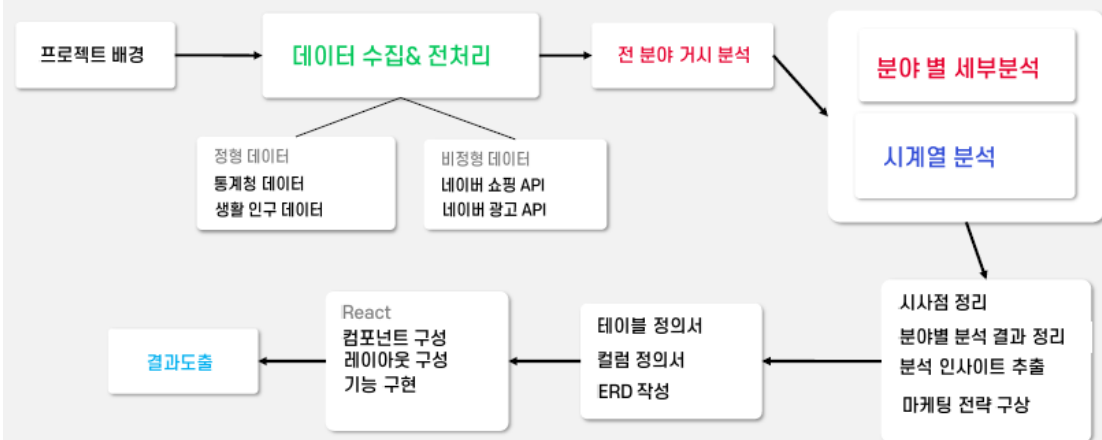 프로젝트 배경
데이터 수집& 전처리
전 분야 거시 분석
분야 별 세부분석
시계열 분석
정형 데이터
통계청 데이터
생활 인구 데이터
비정형 데이터
네이버 쇼핑 API
네이버 광고 API
시사점 정리
분야별 분석 결과 정리
분석 인사이트 추출
마케팅 전략 구상
테이블 정의서
컬럼 정의서
ERD 작성
React
컴포넌트 구성
레이아웃 구성
기능 구현
결과도출